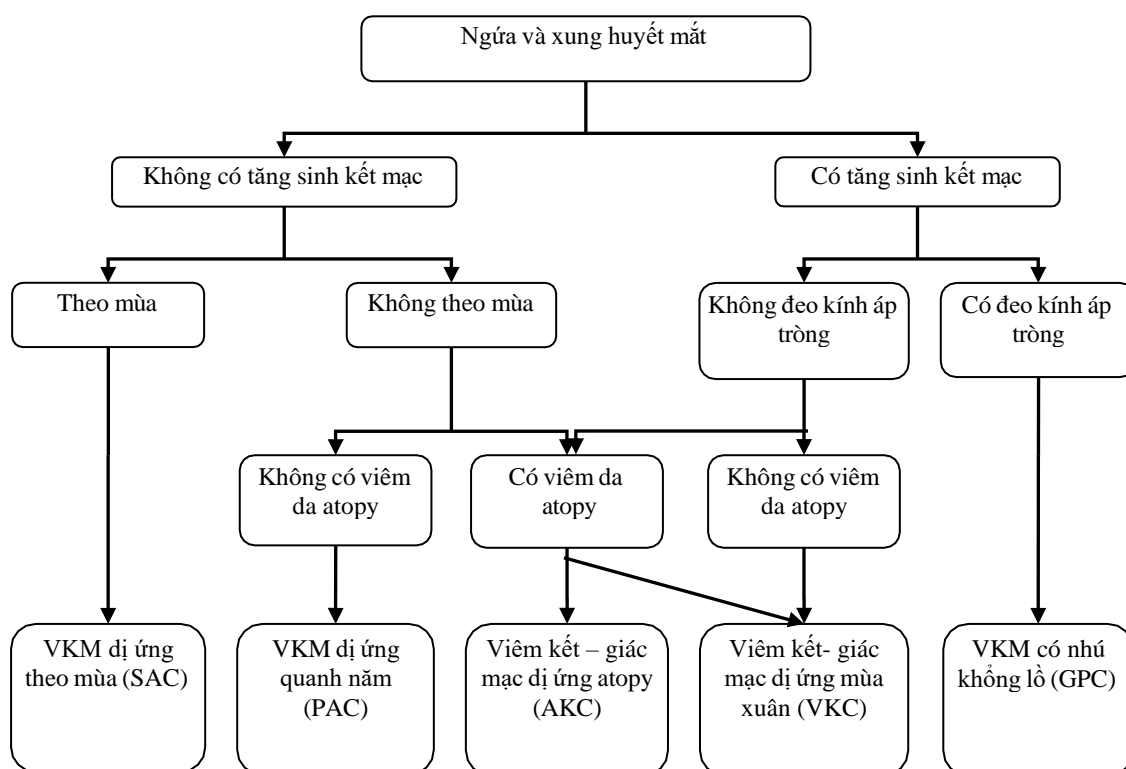 Ngứa và xung huyết mắt
Không có tăng sinh kết mạc
Có tăng sinh kết mạc
Theo mùa
Không theo mùa
Không đeo kính áp
tròng
Có đeo kính áp
tròng
Không có viêm
da atopy
Có viêm da
atopy
Không có viêm
da atopy
VKM dị ứng
theo mùa (SAC)
VKM dị ứng
quanh năm
(PAC)
Viêm kết – giác
mạc dị ứng atopy
(AKC)
Viêm kết- giác
mạc dị ứng mùa
xuân (VKC)
VKM có nhú
khổng lồ (GPC)